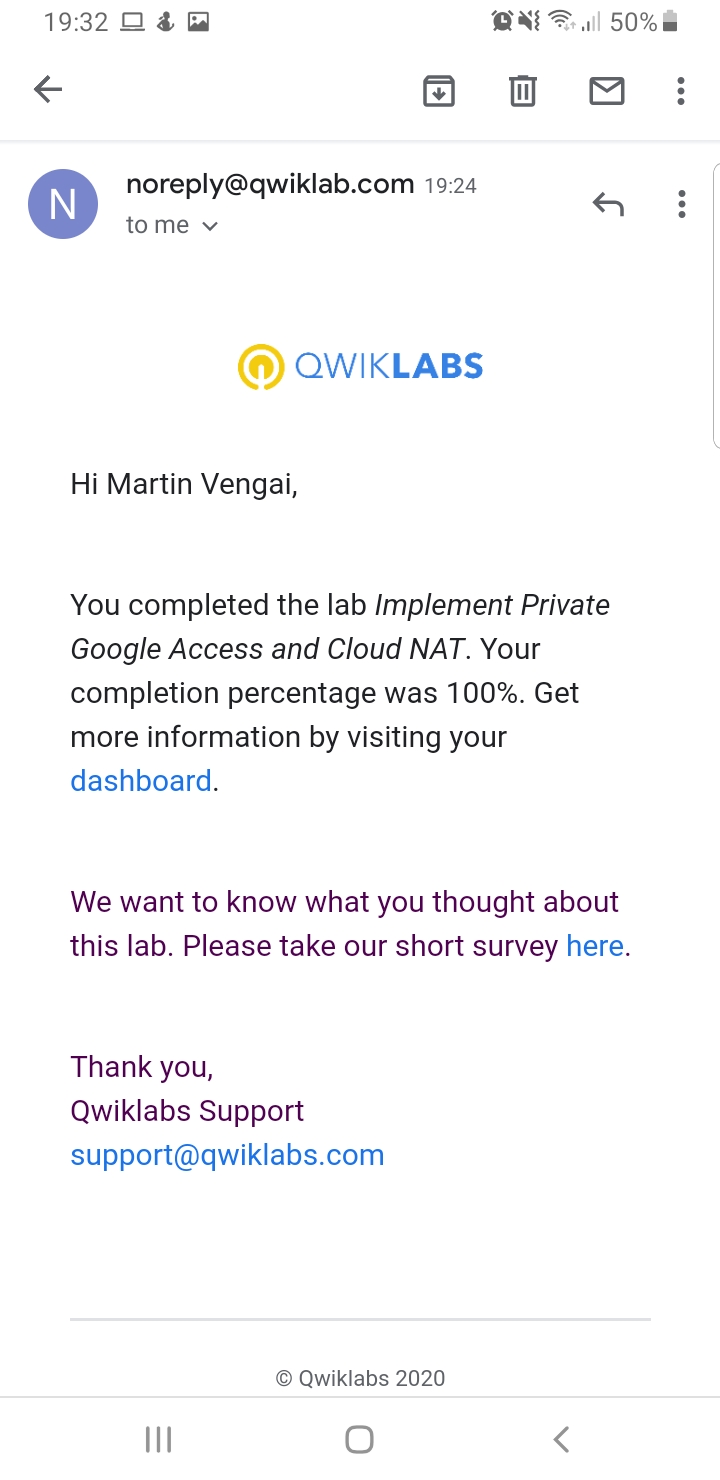 19:32 50%
noreply@qwiklab.com 19:24
N
to me
QWIKLABS
Hi Martin Vengai,
You completed the lab Implement Private
Google Access and Cloud NAT. Your
completion percentage was 100%. Get
more information by visiting your
dashboard.
We want to know what you thought about
this lab. Please take our short survey here.
Thank you,
Qwiklabs Support
support@qwiklabs.com
© Qwiklabs 2020